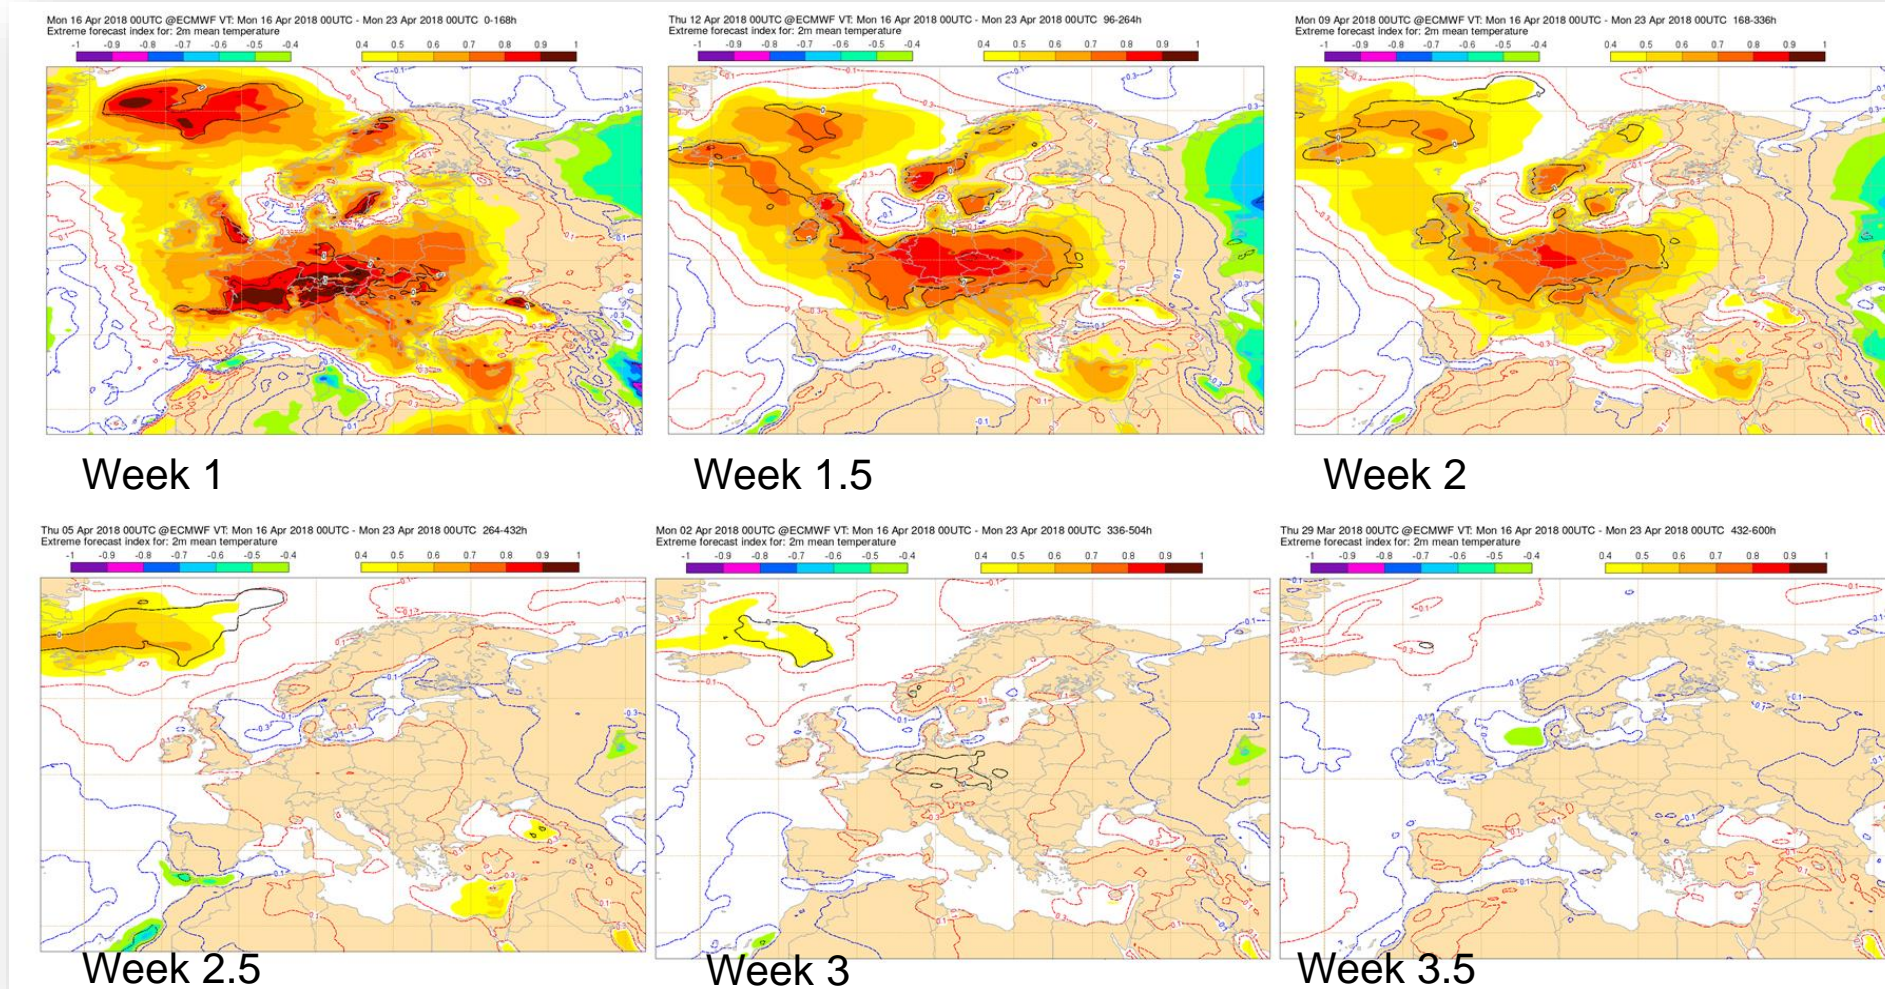 Mon 16 Apr 2018 00UTC @ECMWF VT: Mon 16 Apr 2018 00UTC - Mon 23 Apr 2018 00UTC 0-168h
Extreme forecast index for: 2m mean temperature
-1 -0.9 -0.8 -0.7 -0.6 -0.5 -0.4 0.4 0.5 0.6 0.7 0.8 0.9 1
Week 1
Thu 12 Apr 2018 00UTC @ECMWF VT: Mon 16 Apr 2018 00UTC - Mon 23 Apr 2018 00UTC 96-264h
Extreme forecast index for: 2m mean temperature
-1 -0.9 -0.8 -0.7 -0.6 -0.5 -0.4 0.4 0.5 0.6 0.7 0.8 0.9 1
Week 1.5
Mon 09 Apr 2018 00UTC @ECMWF VT: Mon 16 Apr 2018 00UTC - Mon 23 Apr 2018 00UTC 168-336h
Extreme forecast index for: 2m mean temperature
-1 -0.9 -0.8 -0.7 -0.6 -0.5 -0.4 0.4 0.5 0.6 0.7 0.8 0.9 1
Week 2
Thu 05 Apr 2018 00UTC @ECMWF VT: Mon 16 Apr 2018 00UTC - Mon 23 Apr 2018 00UTC 264-432h
Extreme forecast index for: 2m mean temperature
-1 -0.9 -0.8 -0.7 -0.6 -0.5 -0.4 0.4 0.5 0.6 0.7 0.8 0.9 1
Week 2.5
Mon 02 Apr 2018 00UTC @ECMWF VT: Mon 16 Apr 2018 00UTC - Mon 23 Apr 2018 00UTC 336-504h
Extreme forecast index for: 2m mean temperature
-1 -0.9 -0.8 -0.7 -0.6 -0.5 -0.4 0.4 0.5 0.6 0.7 0.8 0.9 1
Week 3
Thu 29 Mar 2018 00UTC @ECMWF VT: Mon 16 Apr 2018 00UTC - Mon 23 Apr 2018 00UTC 432-600h
Extreme forecast index for: 2m mean temperature
-1 -0.9 -0.8 -0.7 -0.6 -0.5 -0.4 0.4 0.5 0.6 0.7 0.8 0.9 1
Week 3.5